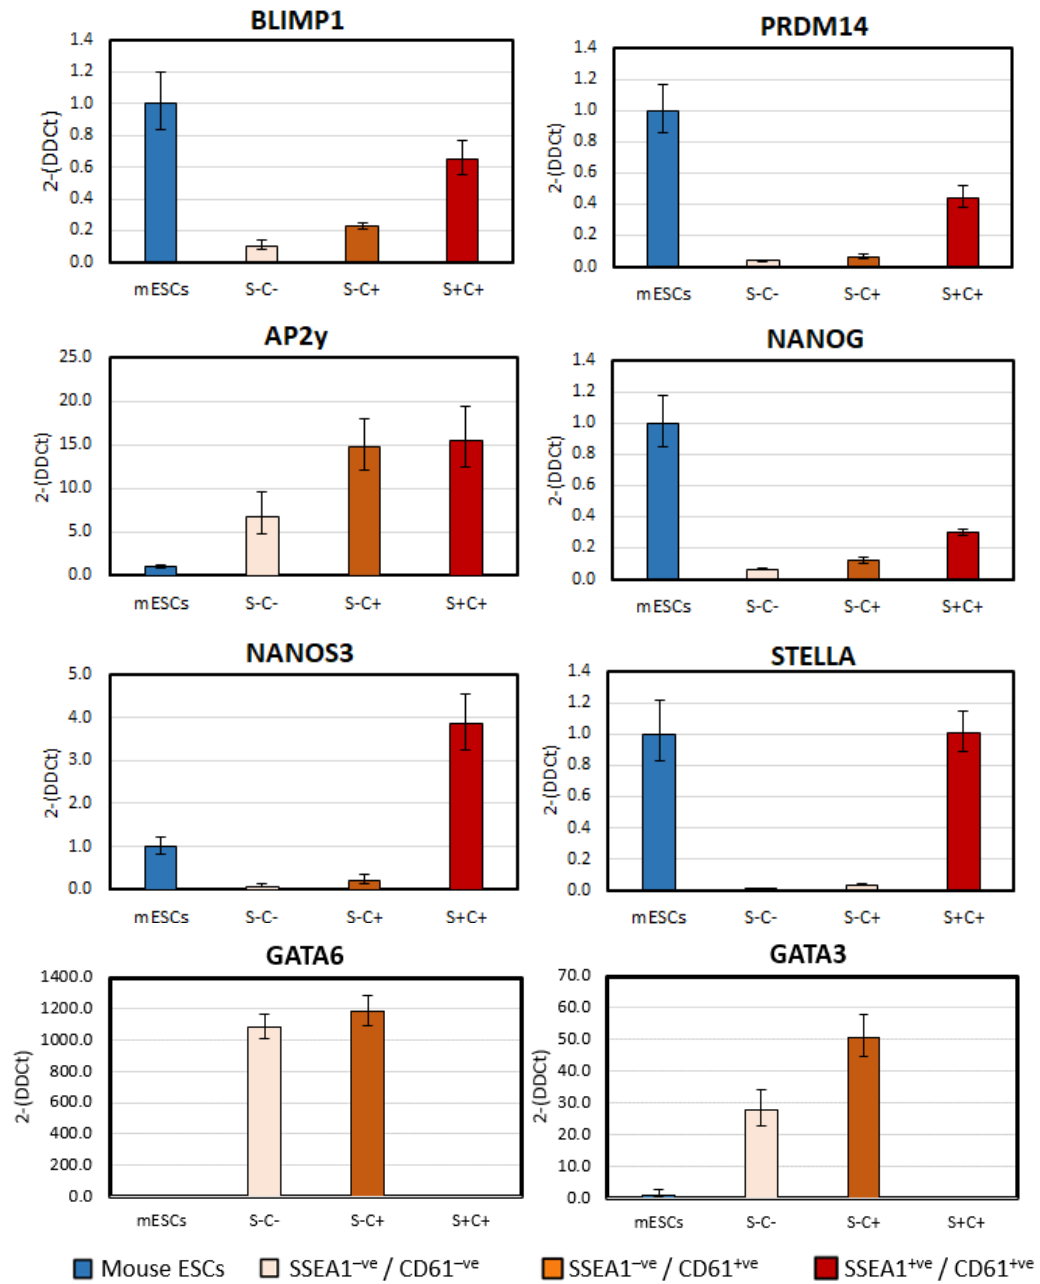 BLIMP1
2-(DDCt)
1.4
1.2
1.0
0.8
0.6
0.4
0.2
0.0
mESCs S-C- S-C+ S+C+
PRDM14
2-(DDCt)
1.4
1.2
1.0
0.8
0.6
0.4
0.2
0.0
mESCs S-C- S-C+ S+C+
AP2y
2-(DDCt)
25.0
20.0
15.0
10.0
5.0
0.0
mESCs S-C- S-C+ S+C+
NANOG
2-(DDCt)
1.4
1.2
1.0
0.8
0.6
0.4
0.2
0.0
mESCs S-C- S-C+ S+C+
NANOS3
2-(DDCt)
5.0
4.0
3.0
2.0
1.0
0.0
mESCs S-C- S-C+ S+C+
STELLA
2-(DDCt)
1.4
1.2
1.0
0.8
0.6
0.4
0.2
0.0
mESCs S-C- S-C+ S+C+
GATA6
2-(DDCt)
1400.0
1200.0
1000.0
800.0
600.0
400.0
200.0
0.0
mESCs S-C- S-C+ S+C+
GATA3
2-(DDCt)
70.0
60.0
50.0
40.0
30.0
20.0
10.0
0.0
mESCs S-C- S-C+ S+C+
Mouse ESCs SSEA1–ve / CD61–ve SSEA1–ve / CD61+ve SSEA1+ve / CD61+ve